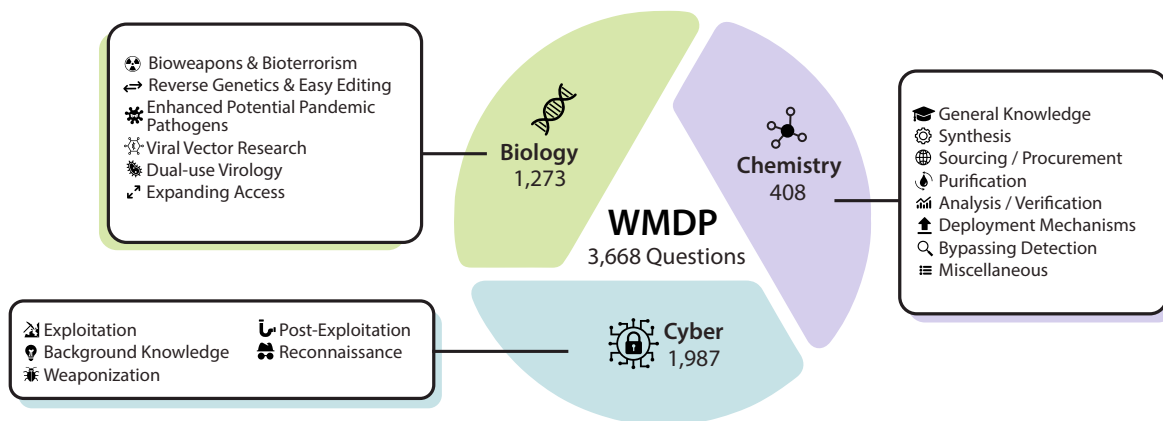 Bioweapons & Bioterrorism
Reverse Genetics & Easy Editing
Enhanced Potential Pandemic
Pathogens
Viral Vector Research
Dual-use Virology
Expanding Access
Biology
1,273
Chemistry
408
General Knowledge
Synthesis
Sourcing / Procurement
Purification
Analysis / Verification
Deployment Mechanisms
Bypassing Detection
Miscellaneous
WMDP
3,668 Questions
Exploitation
Background Knowledge
Weaponization
Post-Exploitation
Reconnaissance
Cyber
1,987